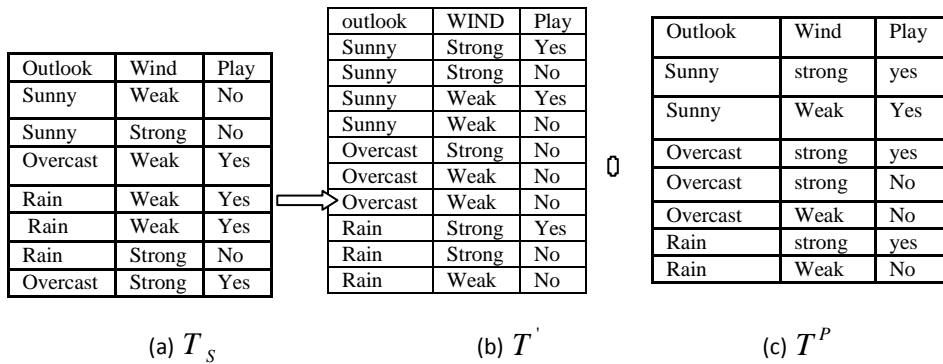 Outlook Wind Play
Sunny Weak No
Sunny Strong No
Overcast Weak Yes
Rain Weak Yes
Rain Weak Yes
Rain Strong No
Overcast Strong Yes
(a) T S
outlook WIND Play
Sunny Strong Yes
Sunny Strong No
Sunny Weak Yes
Sunny Weak No
Overcast Strong No
Overcast Weak No
Overcast Weak No
Rain Strong Yes
Rain Strong No
Rain Weak No
(b) T '
Outlook Wind Play
Sunny strong yes
Sunny Weak Yes
Overcast strong yes
Overcast strong No
Overcast Weak No
Rain strong yes
Rain Weak No
(c) T P